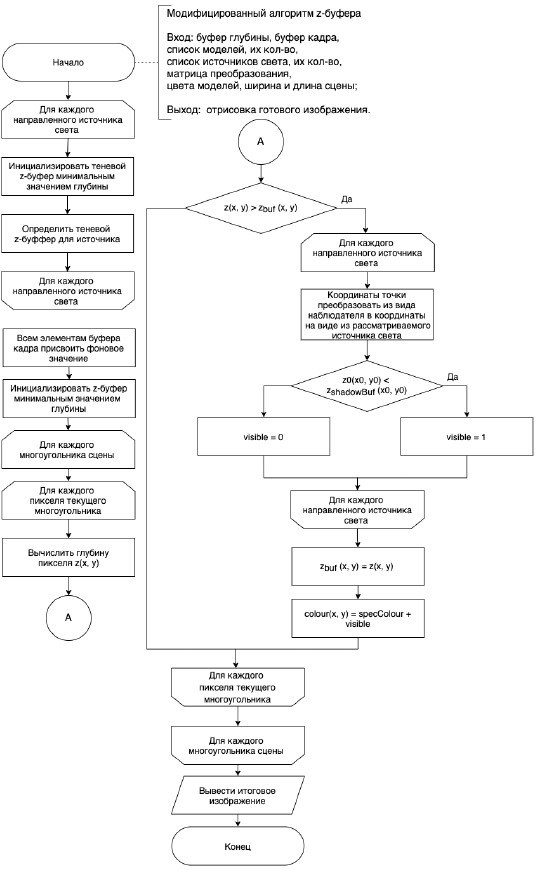 Модифицированный алгоритм z-буфера
Вход: буфер глубины, буфер кадра,
список моделей, их кол-во,
список источников света, их кол-во,
матрица преобразования,
цвета моделей, ширина и длина сцены;
Выход: отрисовка готового изображения.
Начало
Для каждого
направленного источника
света
Инициализировать теневой
z-буфер минимальным
значением глубины
Определить теневой
z-буффер для источника
Для каждого
направленного источника
света
Всем элементам буфера
кадра присвоить фоновое
значение
Инициализировать z-буфер
минимальным значением
глубины
Для каждого
многоугольника сцены
Для каждого
пикселя текущего
многоугольника
Вычислить глубину
пикселя z(x, y)
A
A
z(x, y) > zbuf (x, y)
Да
Для каждого
направленного источника
света
Координаты точки
преобразовать из вида
наблюдателя в координаты
на виде из рассматриваемого
источника света
z0(x0, y0) <
zshadowBuf (x0, y0)
Да
visible = 0
visible = 1
Для каждого
направленного источника
света
zbuf (x, y) = z(x, y)
colour(x, y) = specColour +
visible
Для каждого
пикселя текущего
многоугольника
Для каждого
многоугольника сцены
Вывести итоговое
изображение
Конец